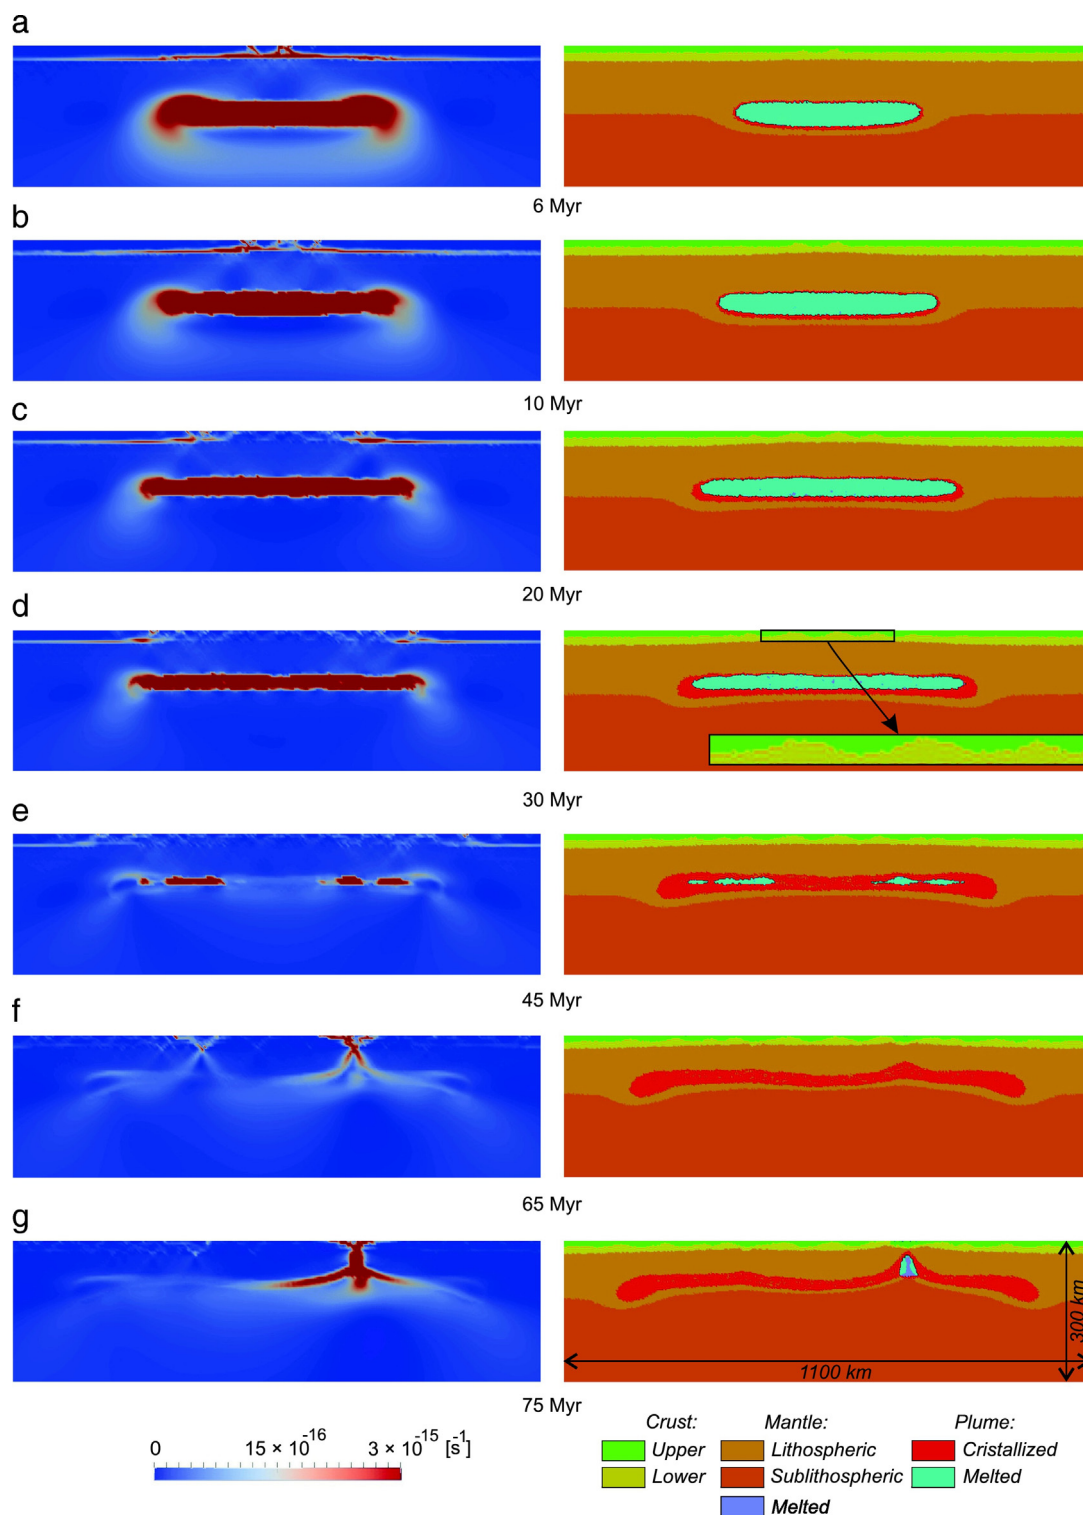 a
6 Myr
b
10 Myr
c
20 Myr
d
30 Myr
e
45 Myr
f
65 Myr
g
300 km
1100 km
75 Myr
0 15 × 10⁻¹⁶ 3 × 10⁻¹⁵ [s⁻¹]
Crust: Mantle: Plume:
Upper Lithospheric Cristallized
Lower Sublithospheric Melted
Melted